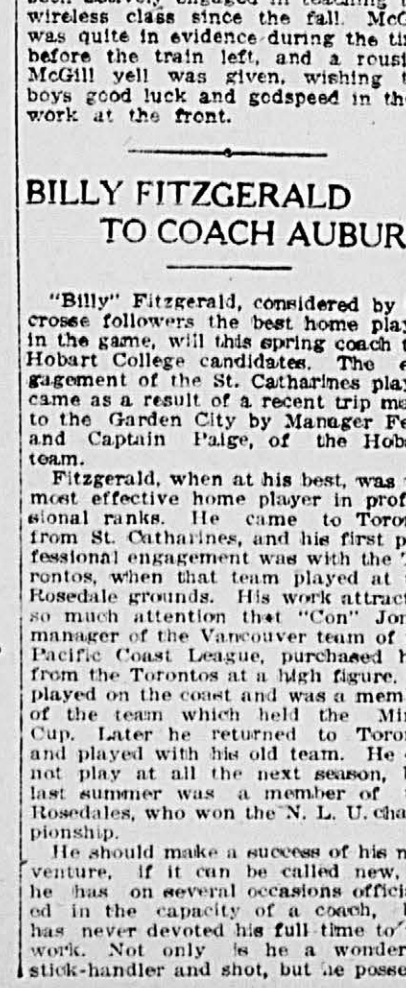 wireless class since the fall. McG
was quite in evidence during the ti
before the train left, and a rousi
McGill yell was given, wishing t
boys good luck and godspeed in th
work at the front.
BILLY FITZGERALD
TO COACH AUBUR
"Billy" Fitzgerald, considered by
crosse followers the best home play
in the game, will this spring coach t
Hobart College candidates. The e
gagement of the St. Catharines play
came as a result of a recent trip m
to the Garden City by Manager Fe
and Captain Paige, of the Hob
team.
Fitzgerald, when at his best, was
most effective home player in prof
sional ranks. He came to Toron
from St. Catharines, and his first p
fessional engagement was with the T
rontos, when that team played at
Rosedale grounds. His work attract
so much attention that "Con" Jon
manager of the Vancouver team of
Pacific Coast League, purchased h
from the Torontos at a high figure.
played on the coast and was a mem
of the team which held the Min
Cup. Later he returned to Toron
and played with his old team. He
not play at all the next season,
last summer was a member of
Rosedales, who won the N. L. U. cha
pionship.
He should make a success of his n
venture, if it can be called new,
he has on several occasions offici
ed in the capacity of a coach,
has never devoted his full time to
work. Not only is he a wonder
stick-handler and shot, but he posse